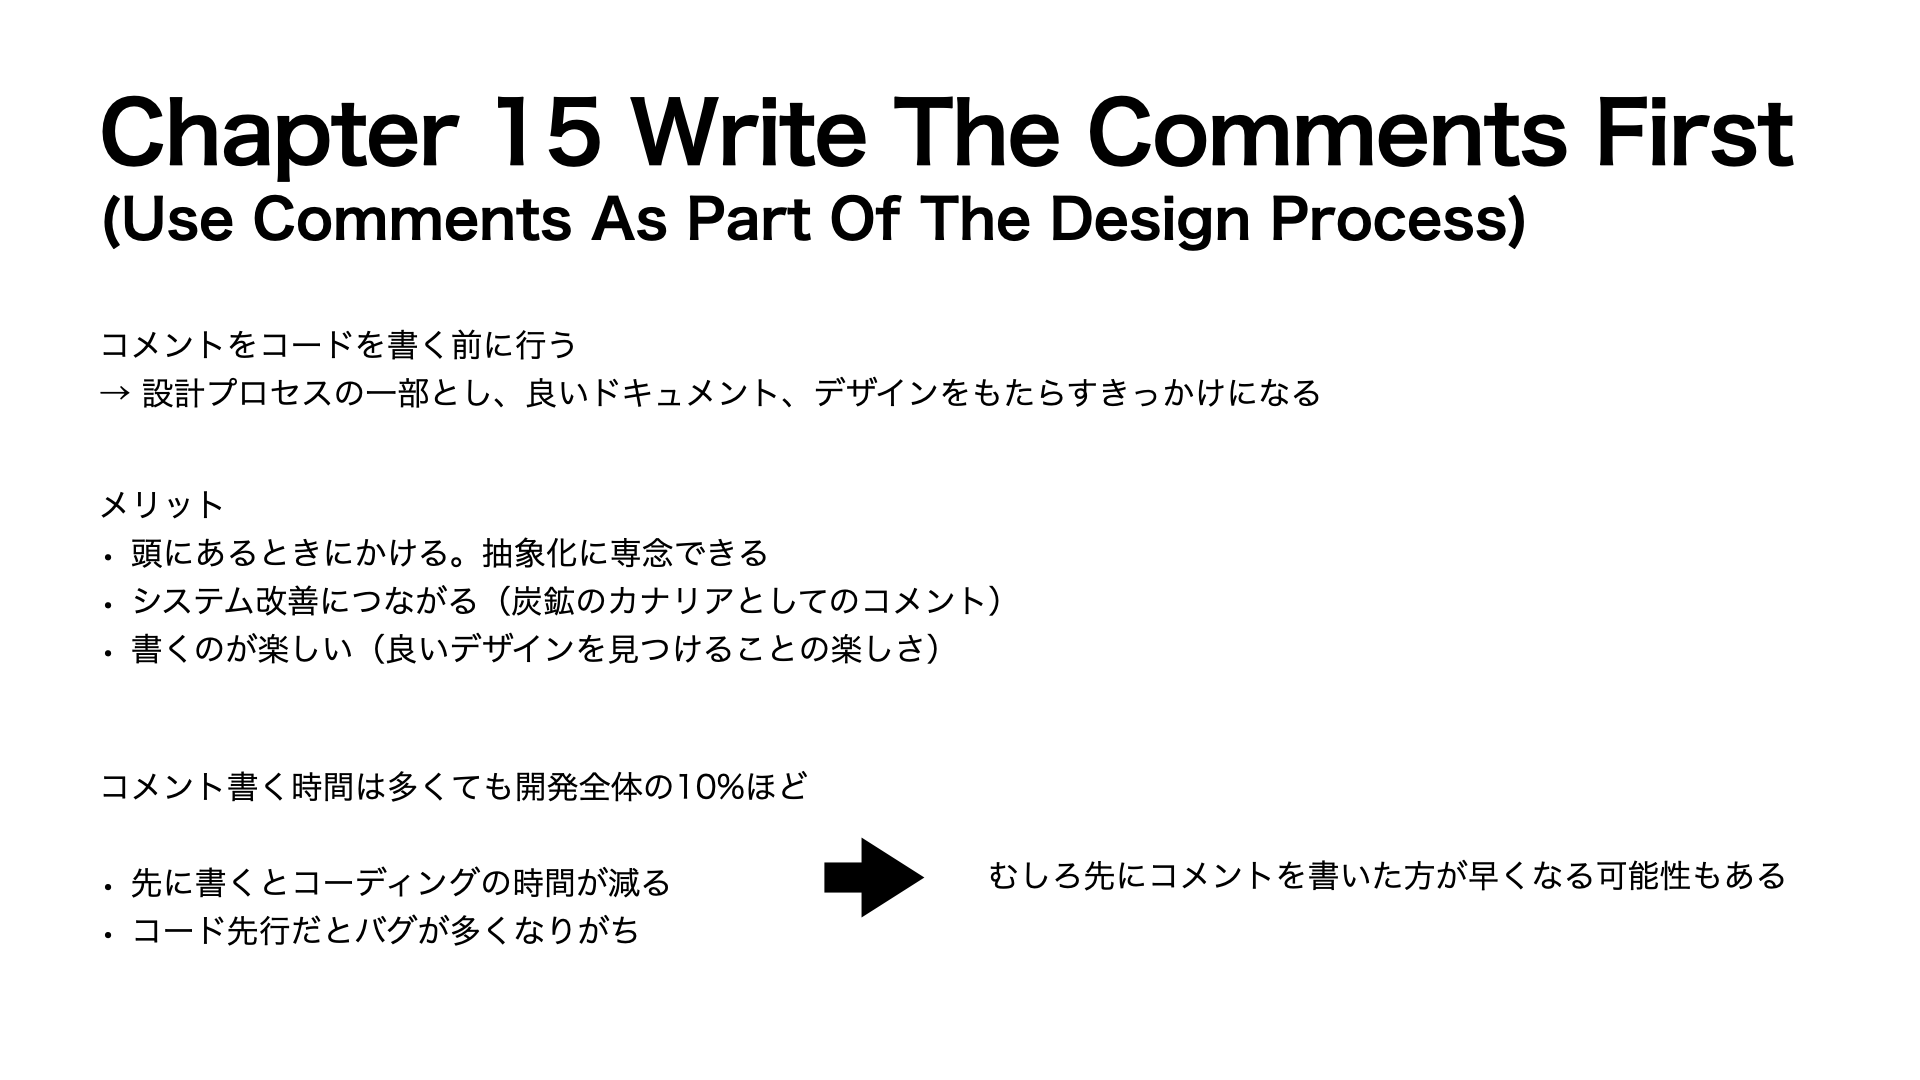 Chapter 15 Write The Comments First
(Use Comments As Part Of The Design Process)
コメントをコードを書く前に行う
→ 設計プロセスの一部とし、良いドキュメント、デザインをもたらすきっかけになる
メリット
• 頭にあるときにかける。抽象化に専念できる
• システム改善につながる（炭鉱のカナリアとしてのコメント）
• 書くのが楽しい（良いデザインを見つけることの楽しさ）
コメント書く時間は多くても開発全体の10%ほど
• 先に書くとコーディングの時間が減る
• コード先行だとバグが多くなりがち
むしろ先にコメントを書いた方が早くなる可能性もある